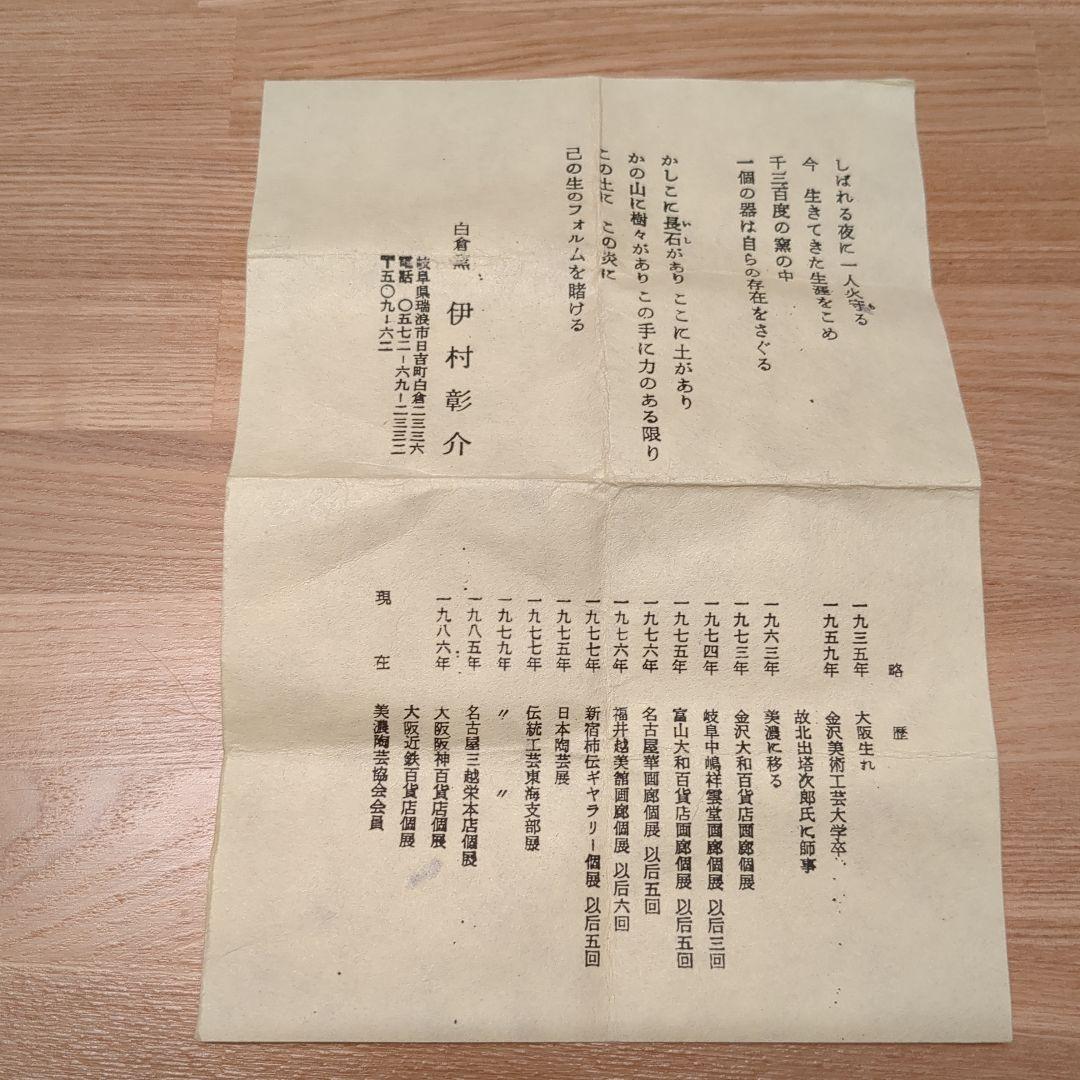 しばれる夜に一人火守る
今 生きてきた生涯をこめ
千三百度の窯の中
一個の器は自らの存在をさぐる
かしこに長石があり ここに土があり
いし
かの山に樹々があり この手に力のある限り
この土に この炎に
己の生のフォルムを賭ける
白倉窯 伊村彰介
岐阜県瑞浪市日吉町白倉二三三六
電話 〇五七二ー六九ー二三三二
〒五〇九ー六二
略歴
一九三五年 大阪生れ
一九五九年 金沢美術工芸大学卒
故北出塔次郎氏に師事
一九六三年 美濃に移る
一九七三年 金沢大和百貨店画廊個展
一九七四年 岐阜中嶋祥雲堂画廊個展 以后三回
一九七五年 富山大和百貨店画廊個展 以后五回
一九七六年 名古屋華画廊個展 以后五回
一九七六年 福井越美館画廊個展 以后六回
一九七七年 新宿柿伝ギヤラリー個展 以后五回
一九七五年 日本陶芸展
一九七七年 伝統工芸東海支部展
一九七九年 〃 〃
一九八五年 名古屋三越栄本店個展
一九八六年 大阪阪神百貨店個展
大阪近鉄百貨店個展
現在 美濃陶芸協会会員